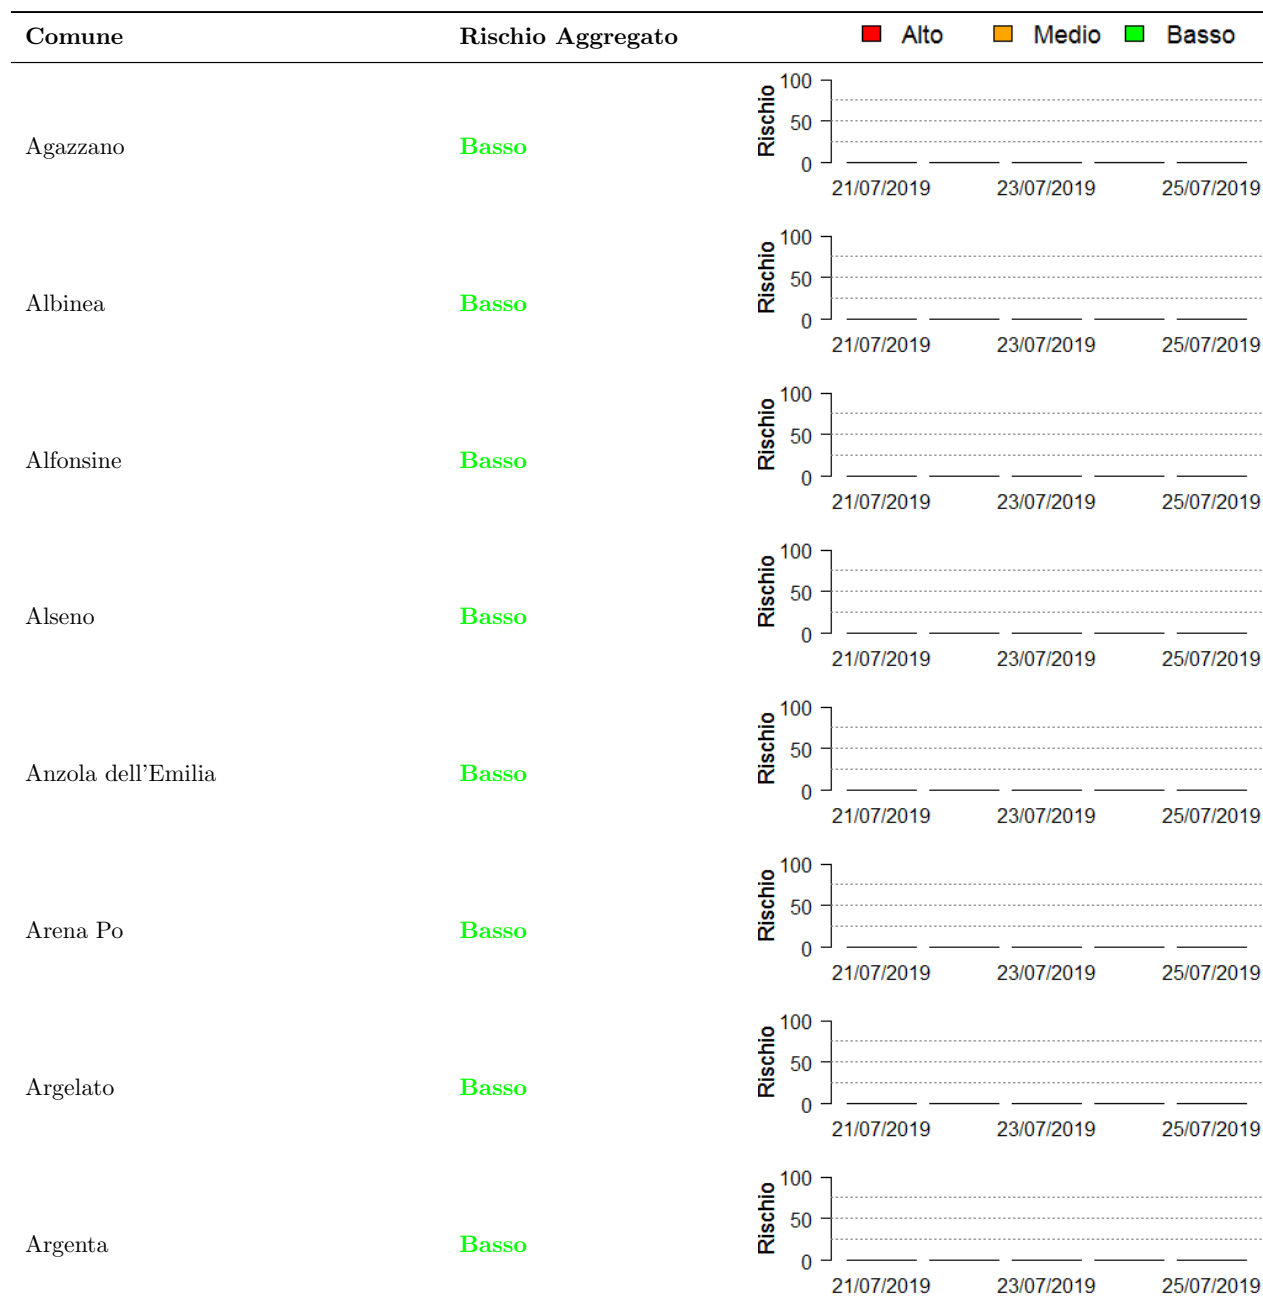 Comune Rischio Aggregato Alto Medio Basso
Agazzano Basso Rischio 100 50 0
21/07/2019 23/07/2019 25/07/2019
Albinea Basso Rischio 100 50 0
21/07/2019 23/07/2019 25/07/2019
Alfonsine Basso Rischio 100 50 0
21/07/2019 23/07/2019 25/07/2019
Alseno Basso Rischio 100 50 0
21/07/2019 23/07/2019 25/07/2019
Anzola dell'Emilia Basso Rischio 100 50 0
21/07/2019 23/07/2019 25/07/2019
Arena Po Basso Rischio 100 50 0
21/07/2019 23/07/2019 25/07/2019
Argelato Basso Rischio 100 50 0
21/07/2019 23/07/2019 25/07/2019
Argenta Basso Rischio 100 50 0
21/07/2019 23/07/2019 25/07/2019